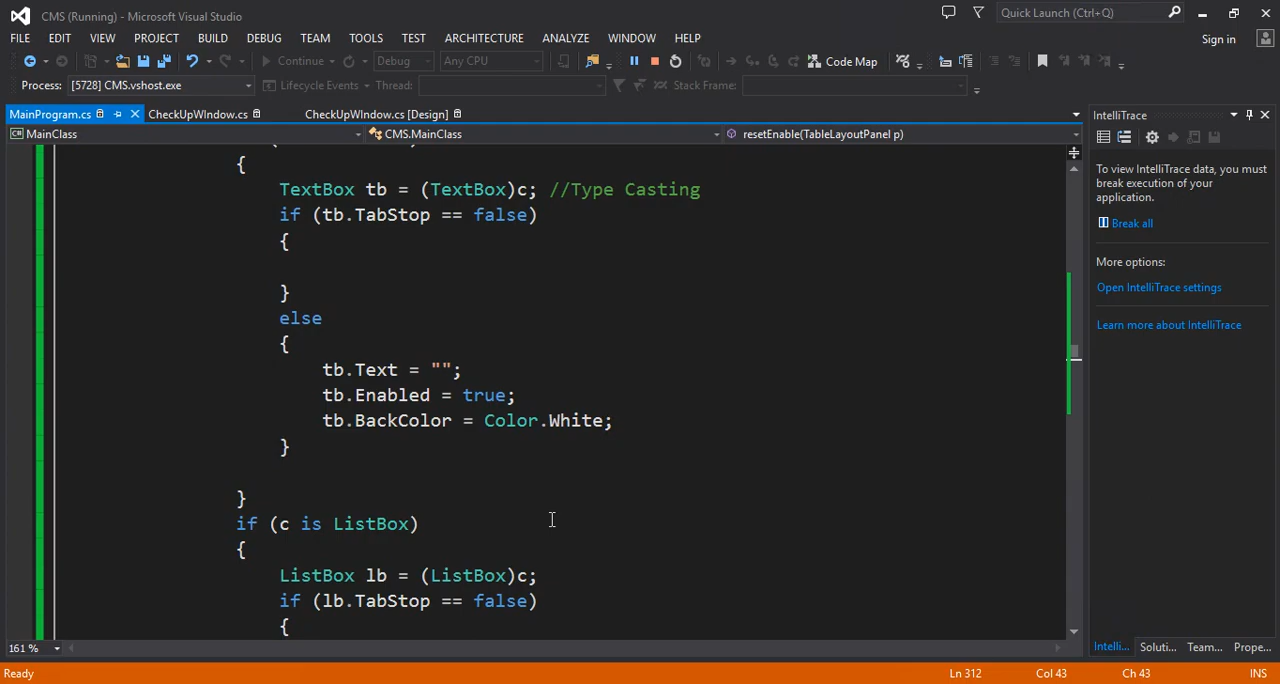 CMS (Running) - Microsoft Visual Studio
Quick Launch (Ctrl+Q)
FILE EDIT VIEW PROJECT BUILD DEBUG TEAM TOOLS TEST ARCHITECTURE ANALYZE WINDOW HELP
Sign in
Continue Debug Any CPU Code Map
Process: [5728] CMS.vshost.exe Lifecycle Events Thread: Stack Frame:
MainProgram.cs CheckUpWIndow.cs CheckUpWIndow.cs [Design]
MainClass CMS.MainClass resetEnable(TableLayoutPanel p)
{
TextBox tb = (TextBox)c; //Type Casting
if (tb.TabStop == false)
{
}
else
{
tb.Text = "";
tb.Enabled = true;
tb.BackColor = Color.White;
}
}
if (c is ListBox)
{
ListBox lb = (ListBox)c;
if (lb.TabStop == false)
{
161 %
IntelliTrace
To view IntelliTrace data, you must
break execution of your
application.
Break all
More options:
Open IntelliTrace settings
Learn more about IntelliTrace
Intelli... Soluti... Team... Prope...
Ready Ln 312 Col 43 Ch 43 INS